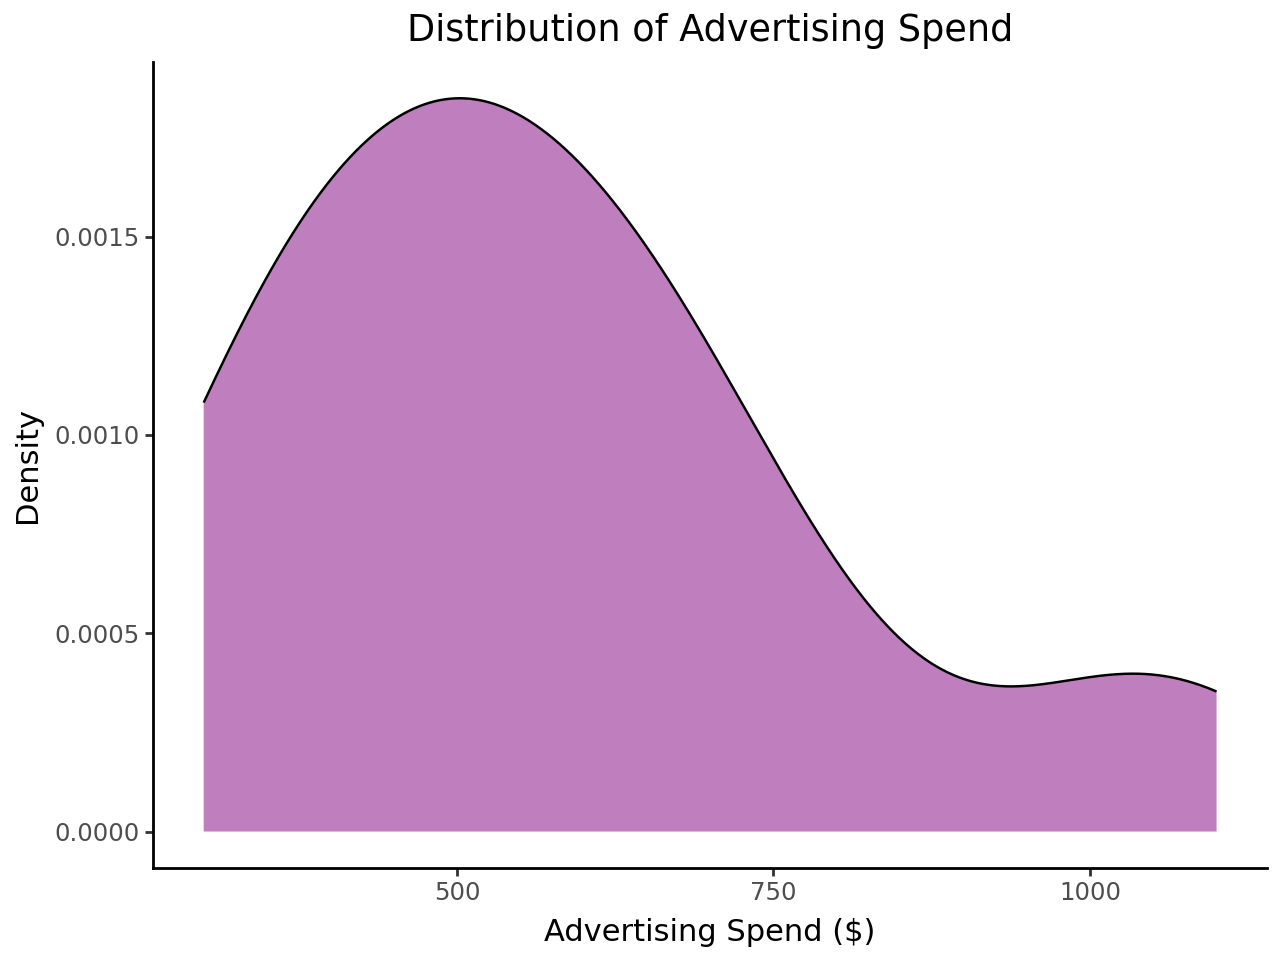 Distribution of Advertising Spend
Density
0.0015
0.0010
0.0005
0.0000
500 750 1000
Advertising Spend ($)